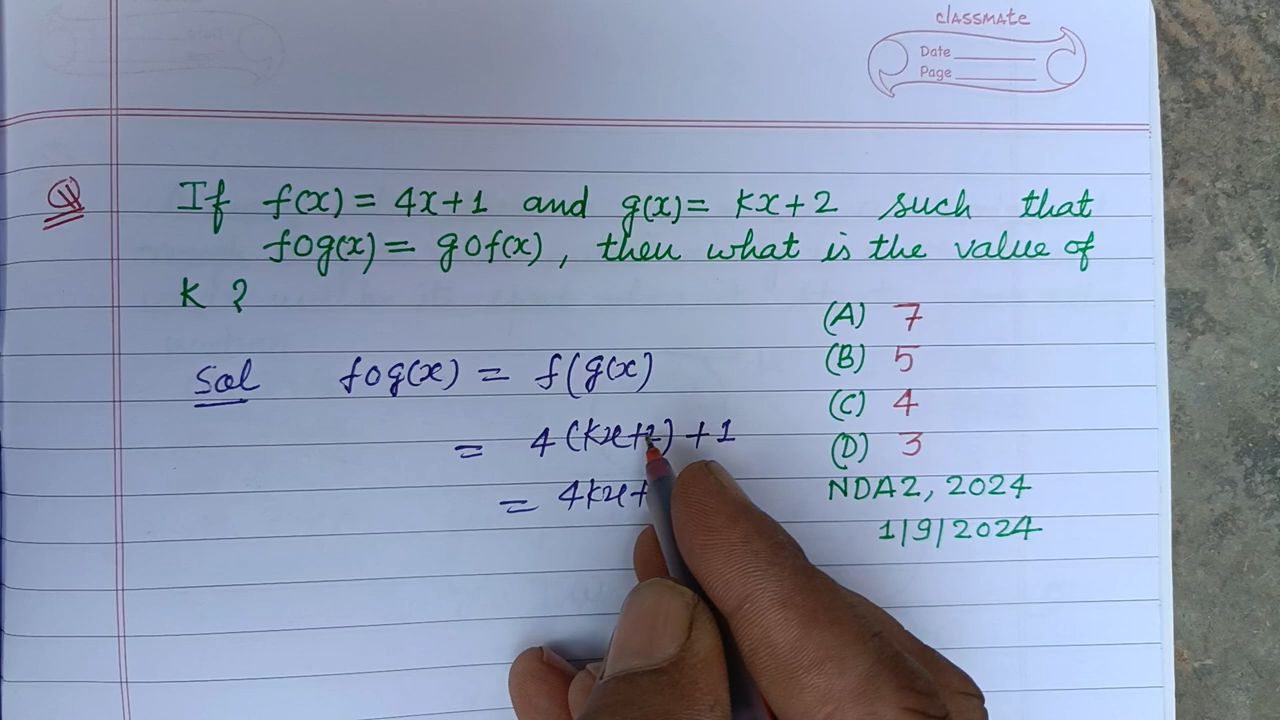 classmate
Date
Page
Q
If f(x) = 4x+1 and g(x) = kx+2 such that
fog(x) = gof(x), then what is the value of
k ?
(A) 7
(B) 5
(C) 4
(D) 3
NDA2, 2024
1/9/2024
Sol fog(x) = f(g(x)
= 4(kx+2) + 1
= 4kx+